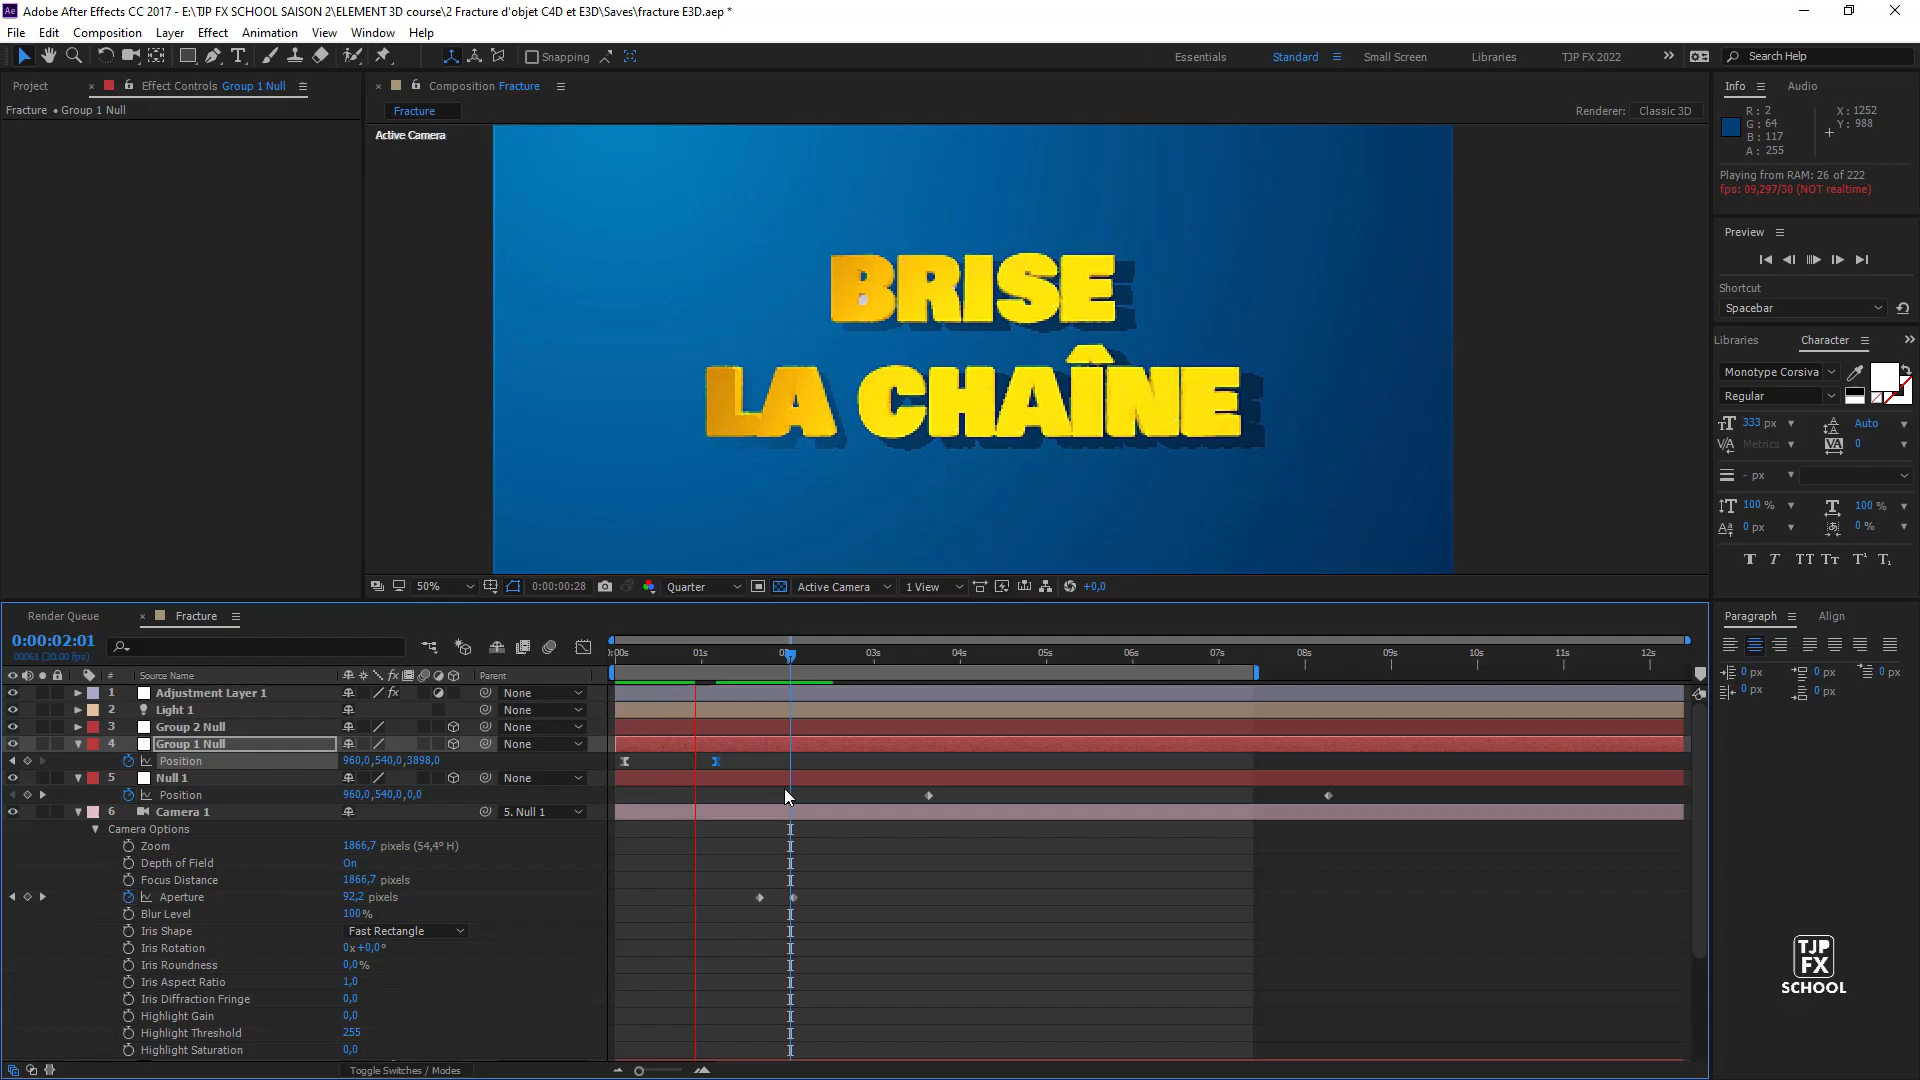 Adobe After Effects CC 2017 - E:\TJP FX SCHOOL SAISON 2\ELEMENT 3D course\2 Fracture d'objet C4D et E3D\Saves\fracture E3D.aep *
File Edit Composition Layer Effect Animation View Window Help
Snapping Essentials Standard Small Screen Libraries TJP FX 2022 Search Help
Project Effect Controls Group 1 Null Composition Fracture Info Audio
Fracture • Group 1 Null
Fracture Renderer: Classic 3D
Active Camera
R : 2
G : 64
B : 117
A : 255
X : 1252
Y : 988
Playing from RAM: 26 of 222
fps: 09,297/30 (NOT realtime)
Preview
Shortcut
Spacebar
Libraries Character
Monotype Corsiva
Regular
333 px Auto
Metrics 0
- px
100 % 100 %
0 px 0 %
BRISE
LA CHAÎNE
50% 0:00:00:28 Quarter Active Camera 1 View +0,0
Render Queue Fracture
0:00:02:01
00061 (30.00 fps)
:00s 01s 03s 04s 05s 06s 07s 08s 09s 10s 11s 12s
# Source Name Parent
1 Adjustment Layer 1 None
2 Light 1 None
3 Group 2 Null None
4 Group 1 Null None
Position 960,0,540,0,3898,0
5 Null 1 None
Position 960,0,540,0,0,0
6 Camera 1 5. Null 1
Camera Options
Zoom 1866,7 pixels (54,4° H)
Depth of Field On
Focus Distance 1866,7 pixels
Aperture 92,2 pixels
Blur Level 100%
Iris Shape Fast Rectangle
Iris Rotation 0x+0,0°
Iris Roundness 0,0%
Iris Aspect Ratio 1,0
Iris Diffraction Fringe 0,0
Highlight Gain 0,0
Highlight Threshold 255
Highlight Saturation 0,0
Toggle Switches / Modes
Paragraph Align
0 px 0 px 0 px
0 px 0 px
TJP
FX
SCHOOL